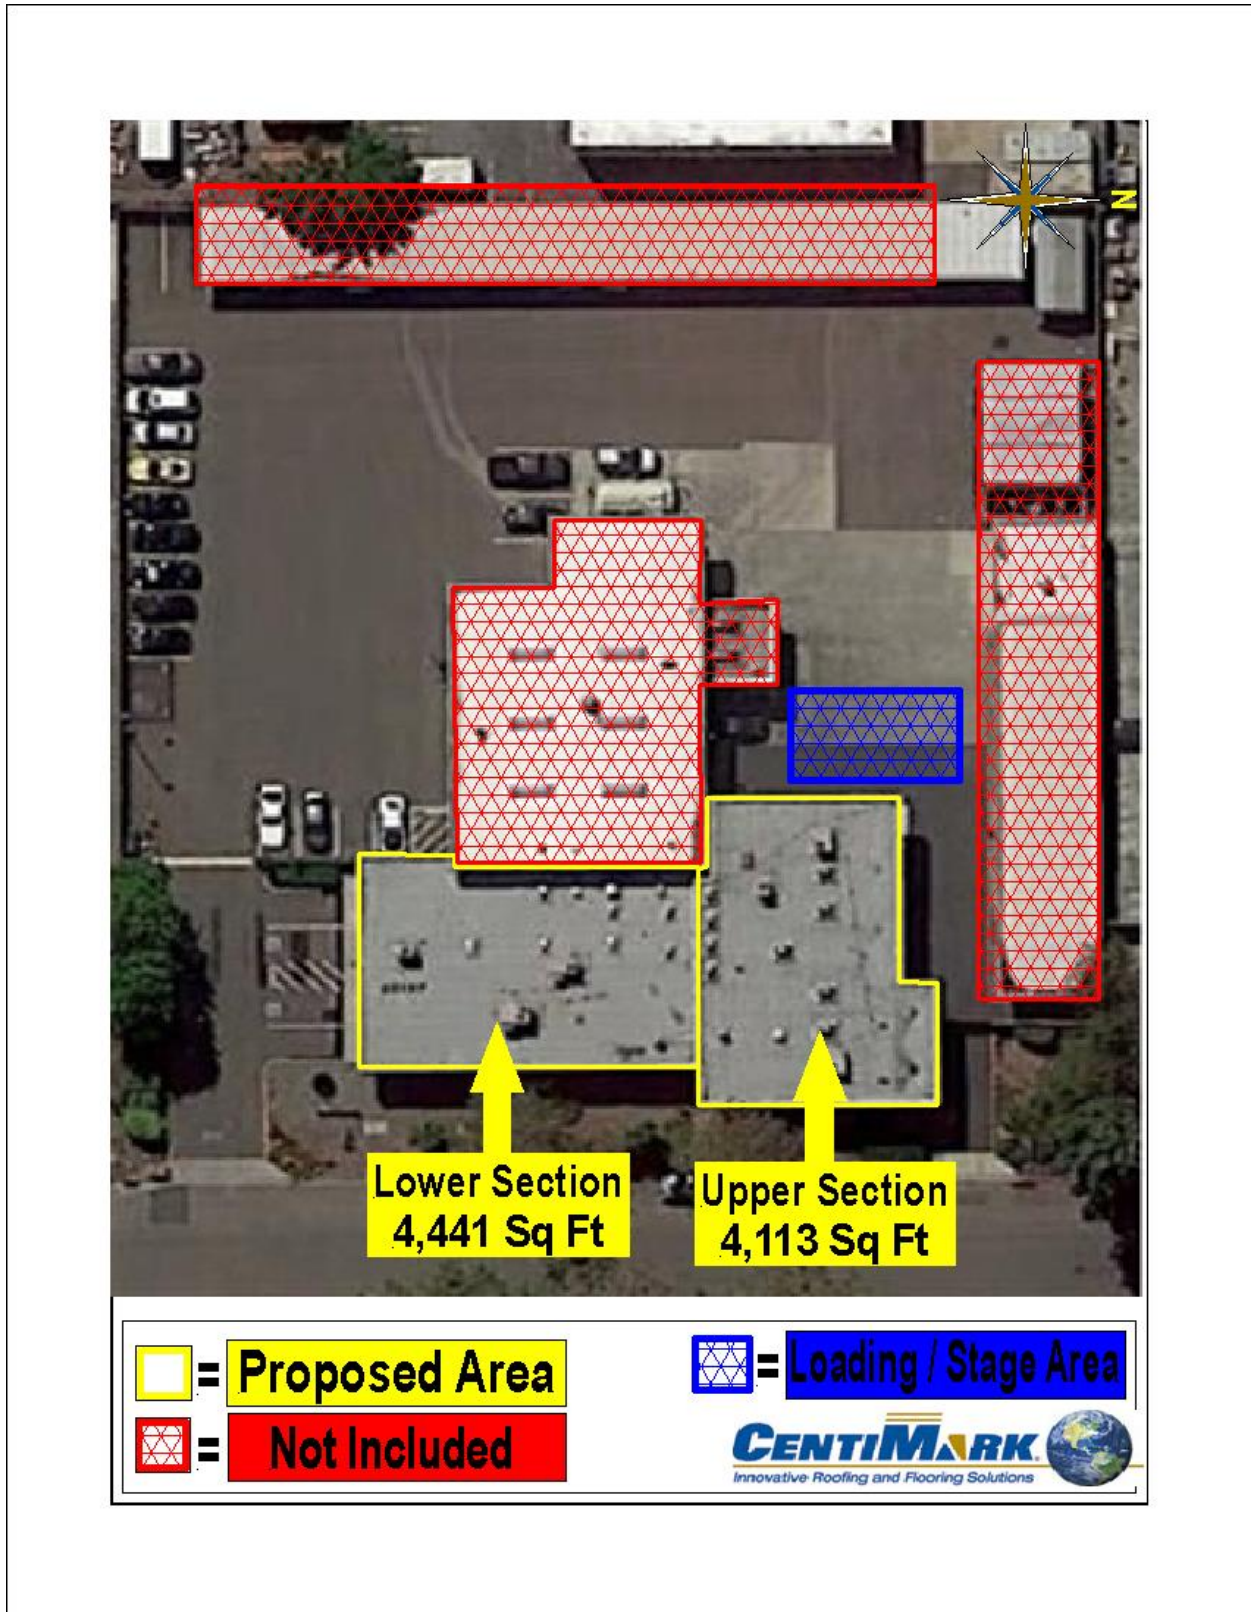 N
Lower Section
4,441 Sq Ft
Upper Section
4,113 Sq Ft
= Proposed Area
= Loading / Stage Area
= Not Included
CENTIMARK
Innovative Roofing and Flooring Solutions